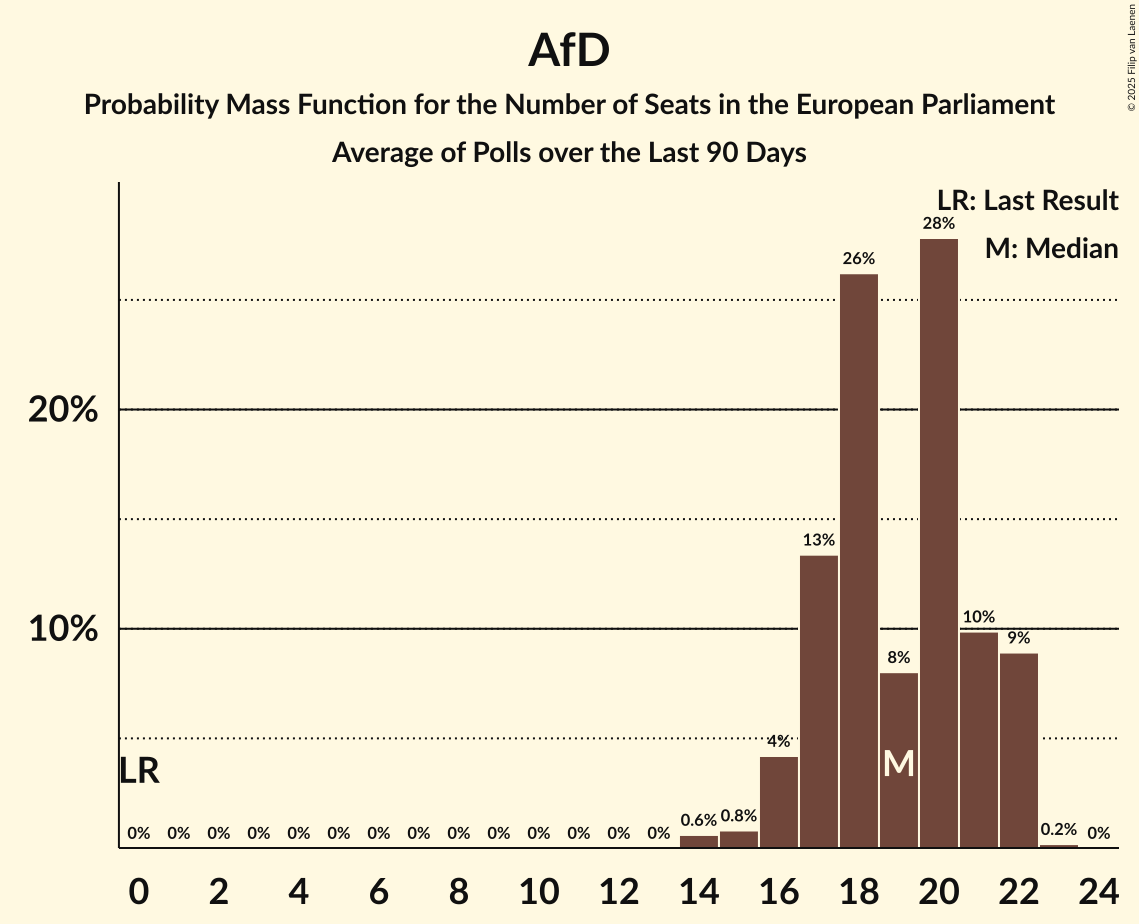 AfD
Probability Mass Function for the Number of Seats in the European Parliament
Average of Polls over the Last 90 Days
© 2025 Filip van Laenen
LR: Last Result
M: Median
28%
26%
20%
13%
10%
10%
9%
8%
4%
M
LR
0% 0% 0% 0% 0% 0% 0% 0% 0% 0% 0% 0% 0% 0% 0.6% 0.8% 0.2% 0%
0 2 4 6 8 10 12 14 16 18 20 22 24